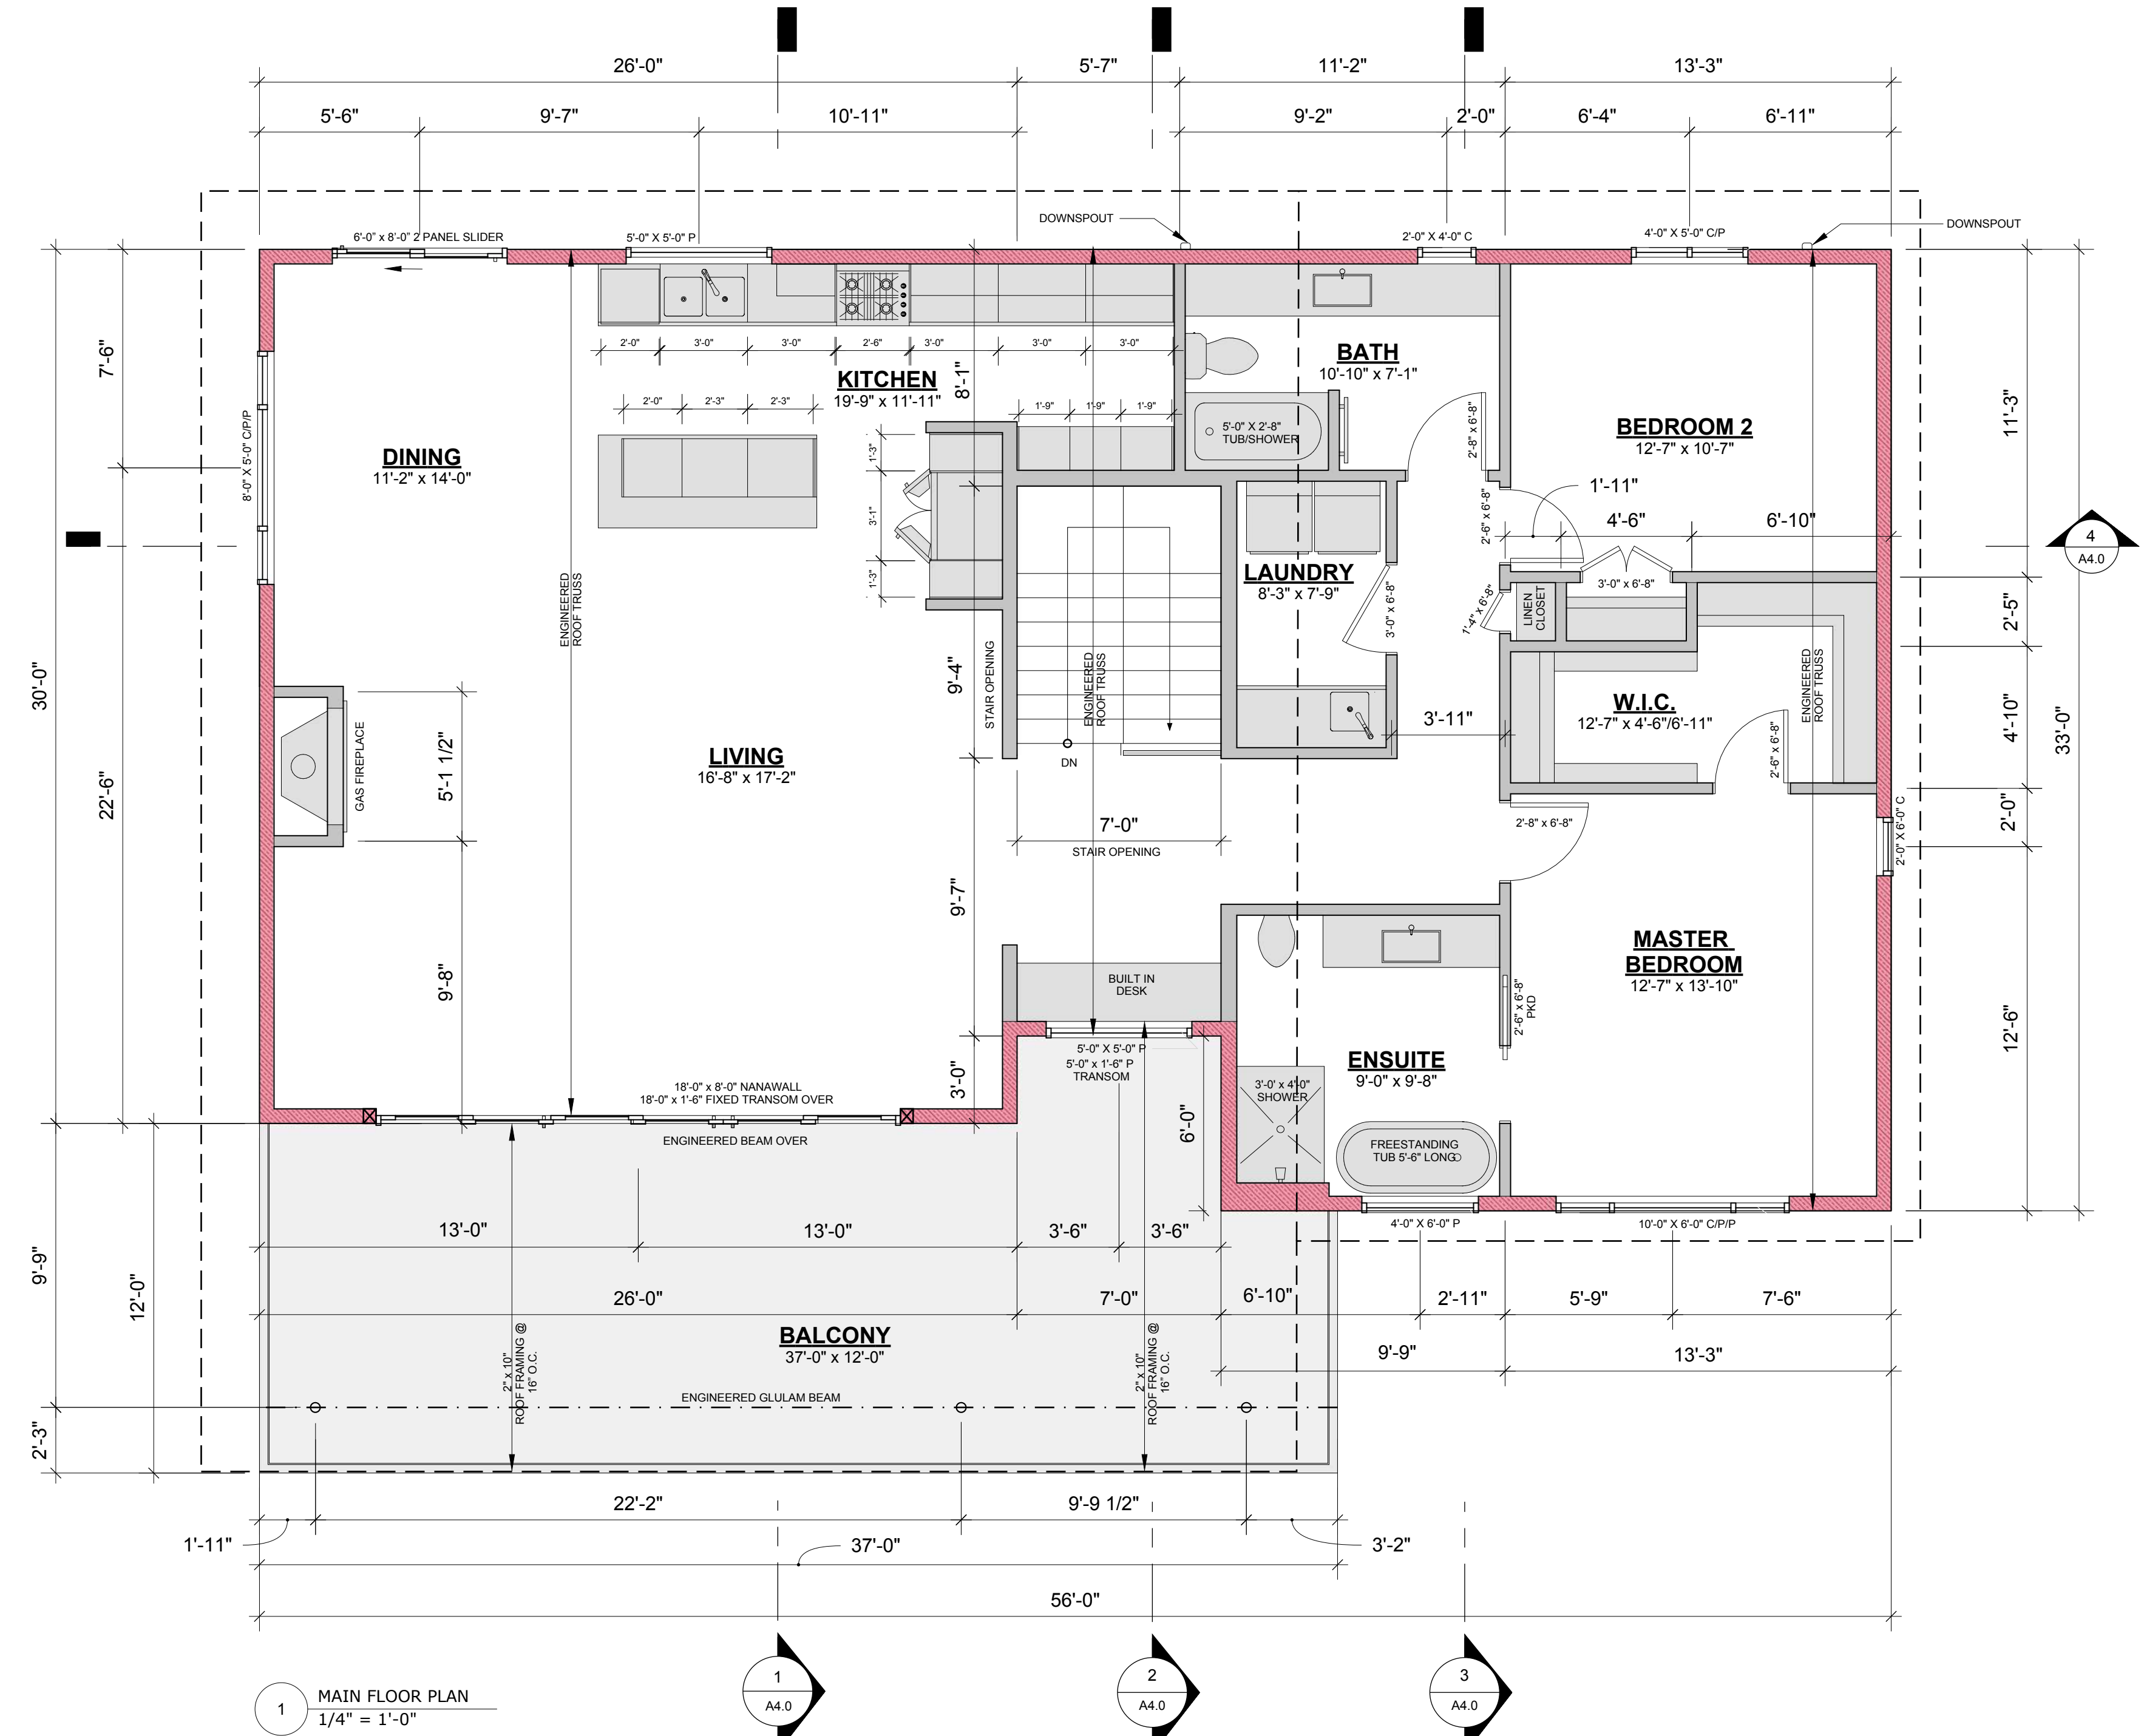 26'-0"
5'-7"
11'-2"
13'-3"
5'-6"
9'-7"
10'-11"
9'-2"
2'-0"
6'-4"
6'-11"
DOWNSPOUT
DOWNSPOUT
6'-0" x 8'-0" 2 PANEL SLIDER
5'-0" X 5'-0" P
2'-0" X 4'-0" C
4'-0" X 5'-0" C/P
2'-0"
3'-0"
3'-0"
2'-6"
3'-0"
3'-0"
3'-0"
KITCHEN
19'-9" x 11'-11"
8'-1"
2'-0"
2'-3"
2'-3"
1'-9"
1'-9"
1'-9"
BATH
10'-10" x 7'-1"
5'-0" X 2'-8"
TUB/SHOWER
2'-8" x 6'-8"
BEDROOM 2
12'-7" x 10'-7"
7'-6"
8'-0" X 5'-0" C/P/P
DINING
11'-2" x 14'-0"
1'-3"
3'-1"
1'-3"
11'-3"
1'-11"
4'-6"
6'-10"
2'-6" x 6'-8"
4
A4.0
LAUNDRY
8'-3" x 7'-9"
3'-0" x 6'-8"
1'-4" x 6'-8"
LINEN
CLOSET
3'-0" x 6'-8"
2'-5"
ENGINEERED
ROOF TRUSS
9'-4"
STAIR OPENING
ENGINEERED
ROOF TRUSS
ENGINEERED
ROOF TRUSS
30'-0"
22'-6"
W.I.C.
12'-7" x 4'-6"/6'-11"
2'-6" x 6'-8"
4'-10"
33'-0"
3'-11"
GAS FIREPLACE
5'-1 1/2"
LIVING
16'-8" x 17'-2"
DN
7'-0"
STAIR OPENING
2'-8" x 6'-8"
2'-0" X 6'-0" C
2'-0"
9'-7"
9'-8"
BUILT IN
DESK
MASTER
BEDROOM
12'-7" x 13'-10"
2'-6" x 6'-8"
PKD
12'-6"
5'-0" X 5'-0" P
5'-0" x 1'-6" P
TRANSOM
ENSUITE
9'-0" x 9'-8"
3'-0' x 4'-0"
SHOWER
18'-0" x 8'-0" NANAWALL
18'-0" x 1'-6" FIXED TRANSOM OVER
3'-0"
6'-0"
ENGINEERED BEAM OVER
FREESTANDING
TUB 5'-6" LONG
4'-0" X 6'-0" P
10'-0" X 6'-0" C/P/P
13'-0"
13'-0"
3'-6"
3'-6"
9'-9"
12'-0"
26'-0"
7'-0"
6'-10"
2'-11"
5'-9"
7'-6"
BALCONY
37'-0" x 12'-0"
9'-9"
13'-3"
2" x 10"
ROOF FRAMING @
16" O.C.
2" x 10"
ROOF FRAMING @
16" O.C.
ENGINEERED GLULAM BEAM
2'-3"
22'-2"
9'-9 1/2"
1'-11"
37'-0"
3'-2"
56'-0"
1
A4.0
2
A4.0
3
A4.0
1
MAIN FLOOR PLAN
1/4" = 1'-0"